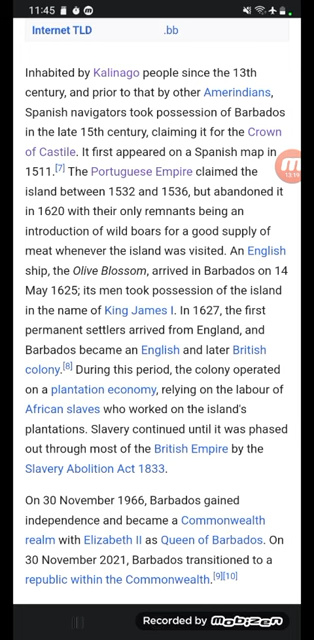 11:45
Internet TLD .bb
Inhabited by Kalinago people since the 13th
century, and prior to that by other Amerindians,
Spanish navigators took possession of Barbados
in the late 15th century, claiming it for the Crown
of Castile. It first appeared on a Spanish map in
1511.[7] The Portuguese Empire claimed the
island between 1532 and 1536, but abandoned it
in 1620 with their only remnants being an
introduction of wild boars for a good supply of
meat whenever the island was visited. An English
ship, the Olive Blossom, arrived in Barbados on 14
May 1625; its men took possession of the island
in the name of King James I. In 1627, the first
permanent settlers arrived from England, and
Barbados became an English and later British
colony.[8] During this period, the colony operated
on a plantation economy, relying on the labour of
African slaves who worked on the island's
plantations. Slavery continued until it was phased
out through most of the British Empire by the
Slavery Abolition Act 1833.
On 30 November 1966, Barbados gained
independence and became a Commonwealth
realm with Elizabeth II as Queen of Barbados. On
30 November 2021, Barbados transitioned to a
republic within the Commonwealth.[9][10]
Recorded by mobizen